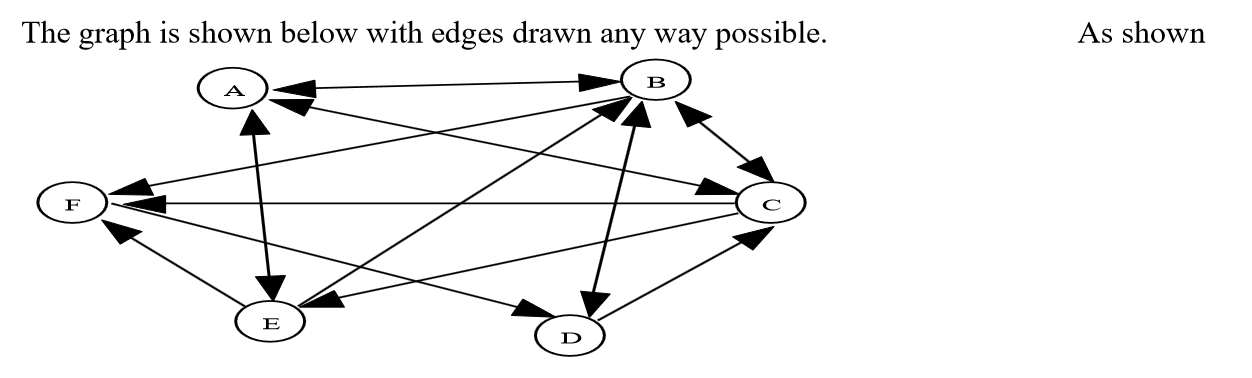 The graph is shown below with edges drawn any way possible. As shown
A
B
F
C
E
D